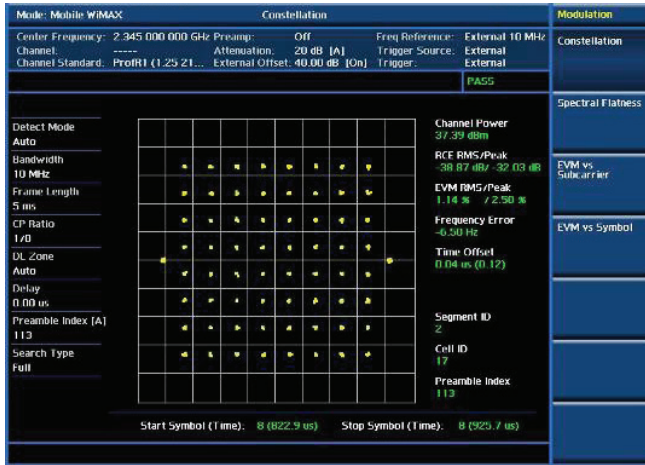 Mode: Mobile WiMAX
Constellation
Modulation
Center Frequency: 2.345 000 000 GHz Preamp: Off Freq Reference: External 10 MHz
Channel: ----- Attenuation: 20 dB [A] Trigger Source: External
Channel Standard: ProfR1 (1.25 21... External Offset: 40.00 dB [On] Trigger: External
PASS
Constellation
Spectral Flatness
EVM vs
Subcarrier
EVM vs Symbol
Detect Mode
Auto
Bandwidth
10 MHz
Frame Length
5 ms
CP Ratio
1/8
DL Zone
Auto
Delay
0.00 us
Preamble Index [A]
113
Search Type
Full
Channel Power
37.39 dBm
RCE RMS/Peak
-38.87 dB/ -32.03 dB
EVM RMS/Peak
1.14 % / 2.50 %
Frequency Error
-6.50 Hz
Time Offset
0.04 us (0.12)
Segment ID
2
Cell ID
17
Preamble Index
113
Start Symbol (Time): 8 (822.9 us) Stop Symbol (Time): 8 (925.7 us)